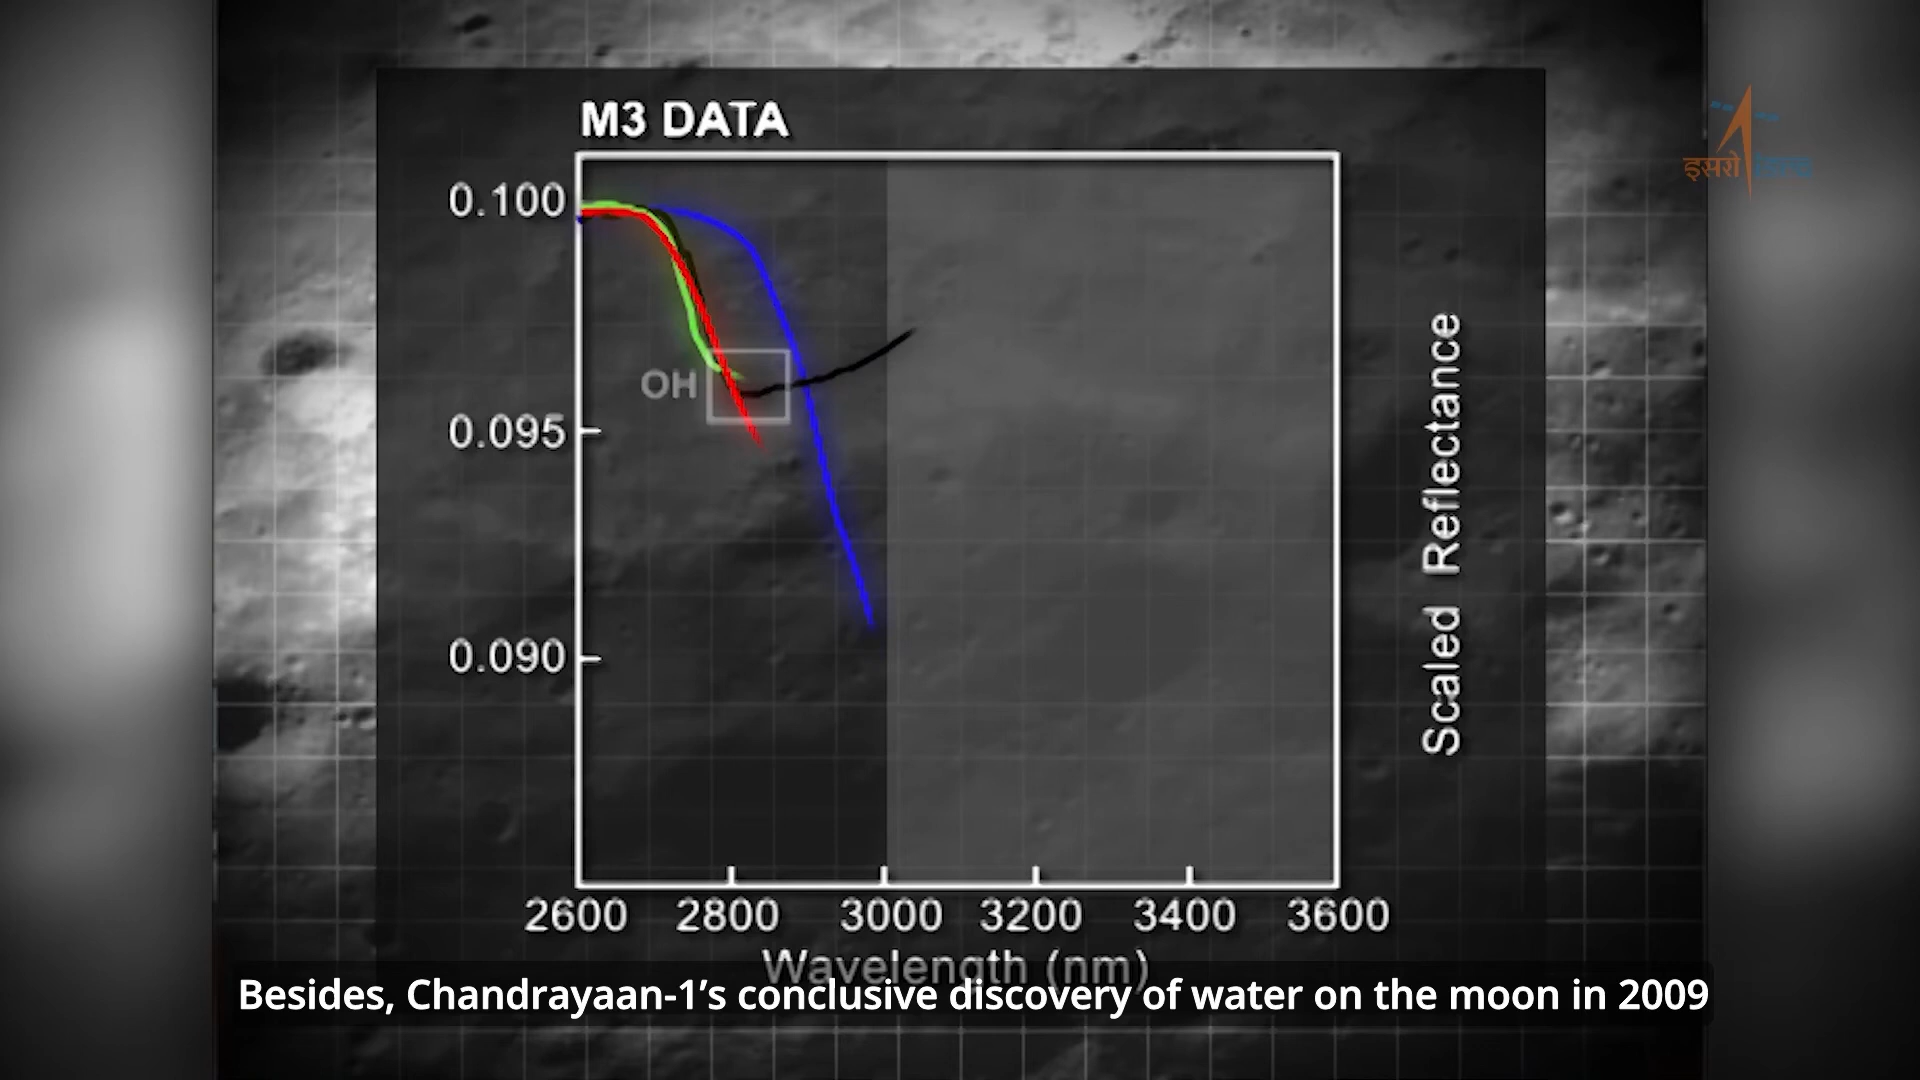 M3 DATA
0.100
0.095
0.090
OH
Scaled Reflectance
2600 2800 3000 3200 3400 3600
Wavelength (nm)
Besides, Chandrayaan-1’s conclusive discovery of water on the moon in 2009
इसरो